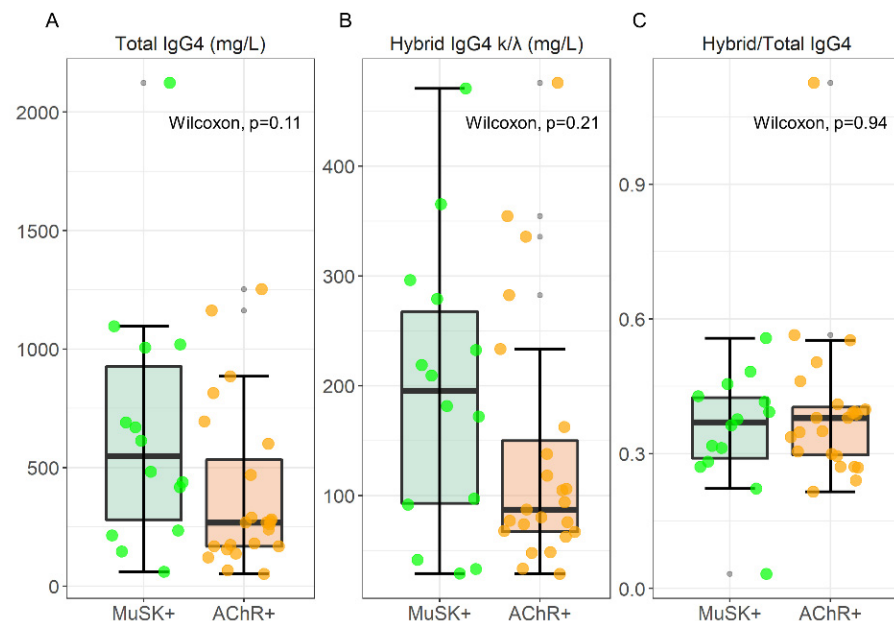 A
B
C
Total IgG4 (mg/L)
Hybrid IgG4 k/λ (mg/L)
Hybrid/Total IgG4
Wilcoxon, p=0.11
Wilcoxon, p=0.21
Wilcoxon, p=0.94
2000
1500
1000
500
0
400
300
200
100
0.9
0.6
0.3
0.0
MuSK+ AChR+
MuSK+ AChR+
MuSK+ AChR+